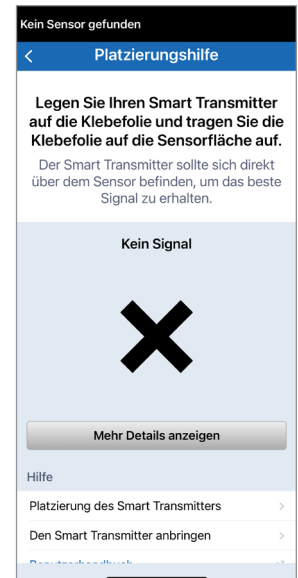 Kein Sensor gefunden
Platzierungshilfe
Legen Sie Ihren Smart Transmitter
auf die Klebefolie und tragen Sie die
Klebefolie auf die Sensorfläche auf.
Der Smart Transmitter sollte sich direkt
über dem Sensor befinden, um das beste
Signal zu erhalten.
Kein Signal
Mehr Details anzeigen
Hilfe
Platzierung des Smart Transmitters
Den Smart Transmitter anbringen
Benutzerhandbuch